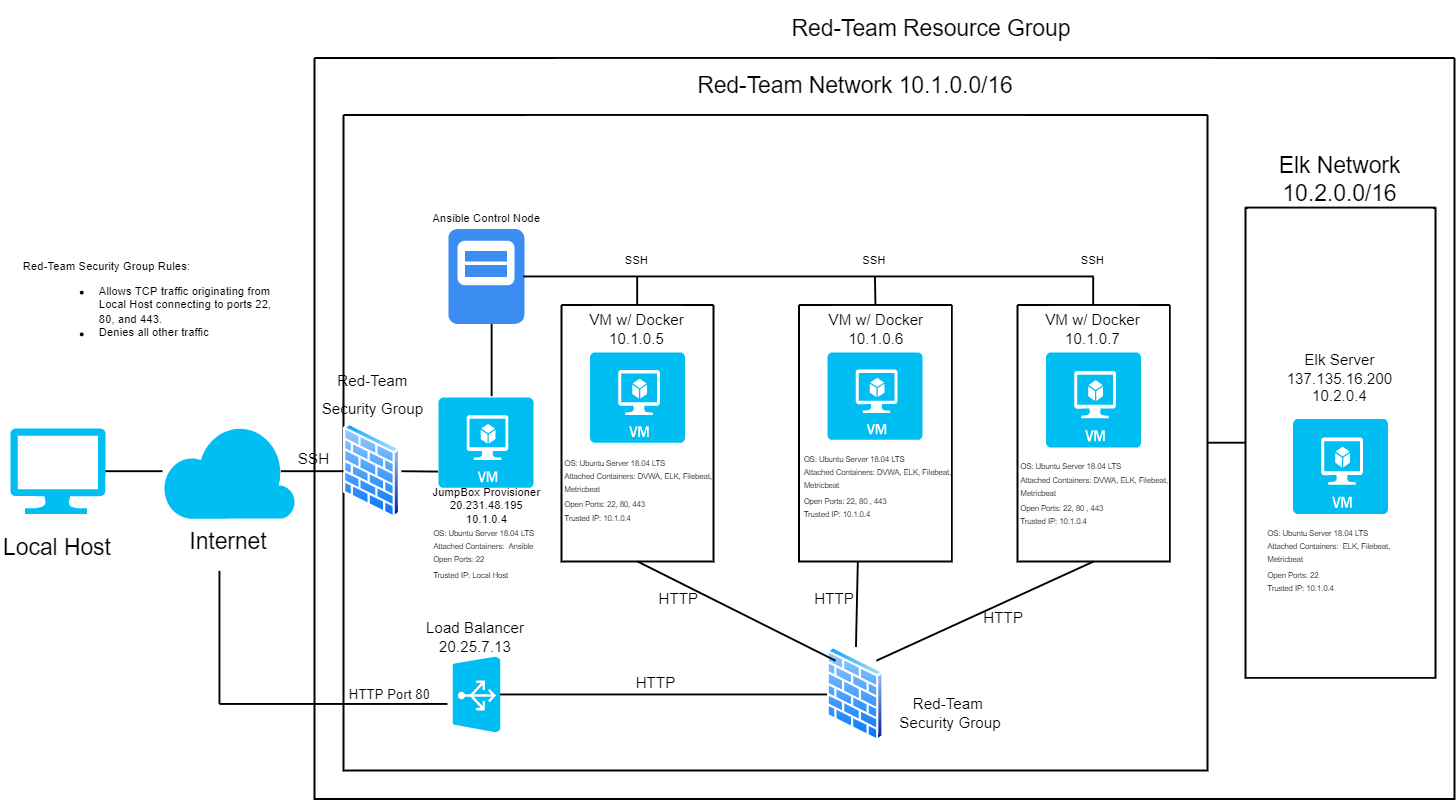 Red-Team Resource Group
Red-Team Network 10.1.0.0/16
Elk Network
10.2.0.0/16
Ansible Control Node
Red-Team Security Group Rules:
• Allows TCP traffic originating from
Local Host connecting to ports 22,
80, and 443.
• Denies all other traffic
SSH
SSH
SSH
VM w/ Docker
10.1.0.5
VM
OS: Ubuntu Server 18.04 LTS
Attached Containers: DVWA, ELK, Filebeat,
Metricbeat
Open Ports: 22, 80, 443
Trusted IP: 10.1.0.4
VM w/ Docker
10.1.0.6
VM
OS: Ubuntu Server 18.04 LTS
Attached Containers: DVWA, ELK, Filebeat,
Metricbeat
Open Ports: 22, 80 , 443
Trusted IP: 10.1.0.4
VM w/ Docker
10.1.0.7
VM
OS: Ubuntu Server 18.04 LTS
Attached Containers: DVWA, ELK, Filebeat,
Metricbeat
Open Ports: 22, 80 , 443
Trusted IP: 10.1.0.4
Elk Server
137.135.16.200
10.2.0.4
VM
OS: Ubuntu Server 18.04 LTS
Attached Containers: ELK, Filebeat,
Metricbeat
Open Ports: 22
Trusted IP: 10.1.0.4
Red-Team
Security Group
SSH
VM
JumpBox Provisioner
20.231.48.195
10.1.0.4
OS: Ubuntu Server 18.04 LTS
Attached Containers: Ansible
Open Ports: 22
Trusted IP: Local Host
Local Host
Internet
HTTP
HTTP
HTTP
Load Balancer
20.25.7.13
HTTP Port 80
HTTP
Red-Team
Security Group